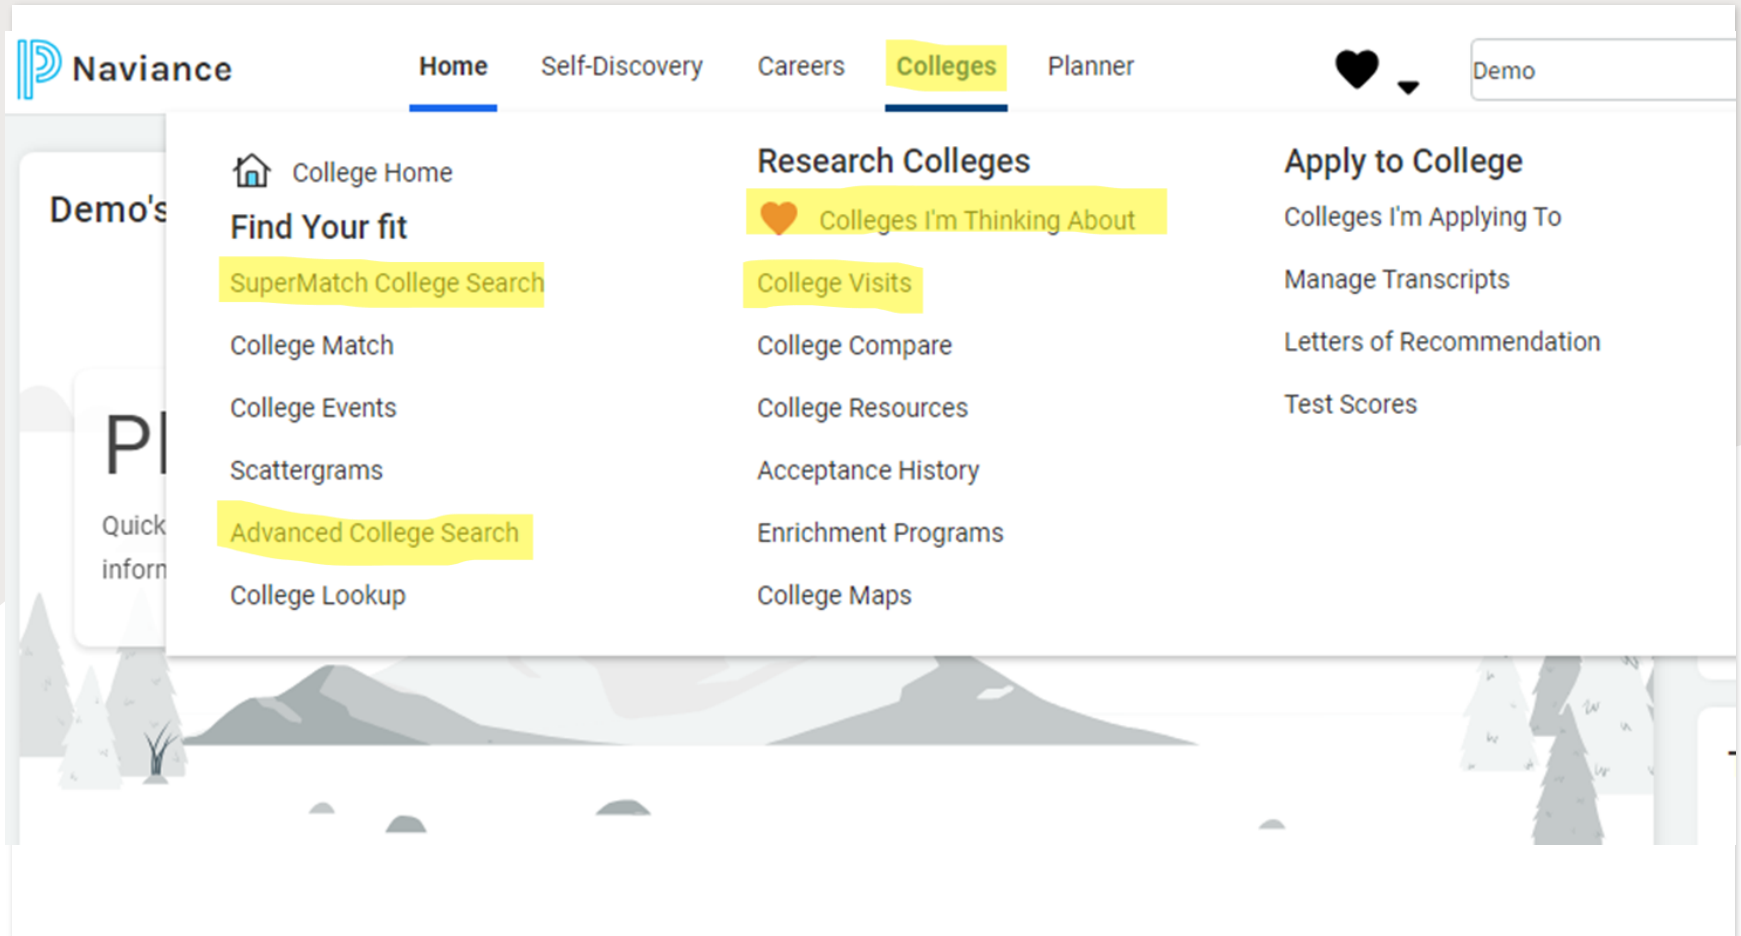 Naviance
Home Self-Discovery Careers Colleges Planner
Demo
Demo's
College Home
Find Your fit
SuperMatch College Search
College Match
College Events
Scattergrams
Advanced College Search
College Lookup
Research Colleges
Colleges I'm Thinking About
College Visits
College Compare
College Resources
Acceptance History
Enrichment Programs
College Maps
Apply to College
Colleges I'm Applying To
Manage Transcripts
Letters of Recommendation
Test Scores
Quick